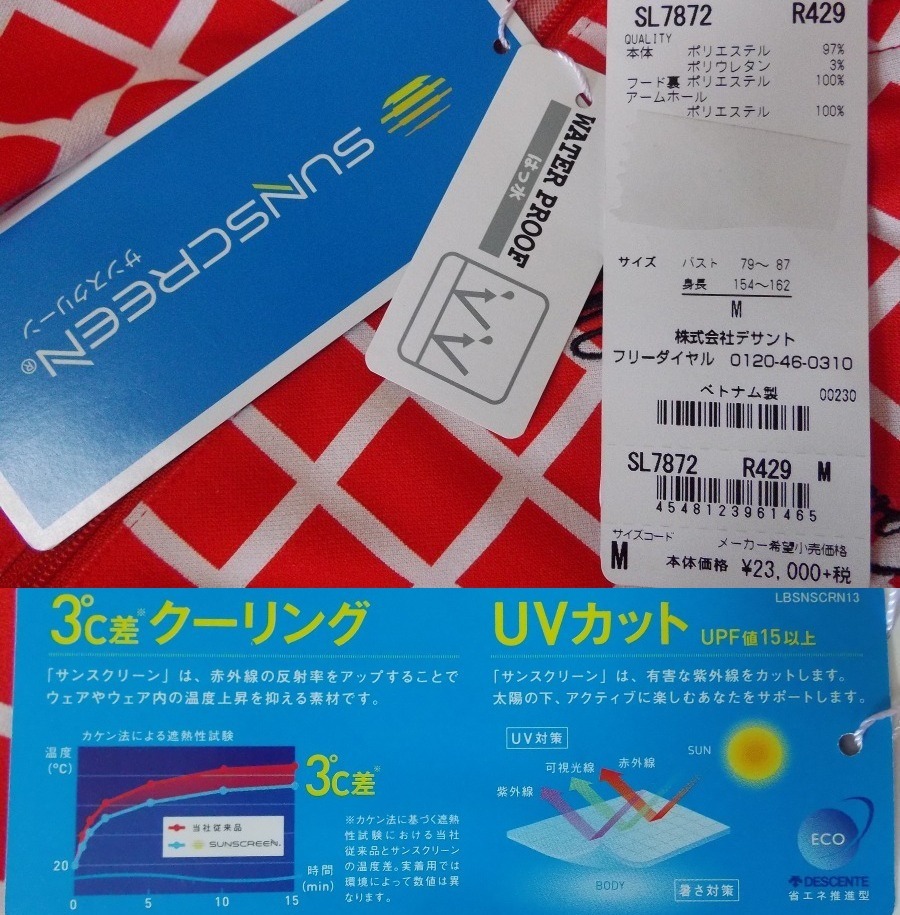 SUNSCREEN®
サンスクリーン
WATER PROOF
はっ水
SL7872 R429
QUALITY
本体 ポリエステル 97%
ポリウレタン 3%
フード裏 ポリエステル 100%
アームホール
ポリエステル 100%
サイズ バスト 79〜87
身長 154〜162
M
株式会社デサント
フリーダイヤル 0120-46-0310
ベトナム製 00230
SL7872 R429 M
4548123961465
サイズコード メーカー希望小売価格
M 本体価格 ¥23,000+税
3℃差※クーリング
「サンスクリーン」は、赤外線の反射率をアップすることで
ウェアやウェア内の温度上昇を抑える素材です。
カケン法による遮熱性試験
温度
(℃)
3℃差※
当社従来品
SUNSCREEN.
20
0 5 10 15
時間
(min)
※カケン法に基づく遮熱
性試験における当社
従来品とサンスクリーン
の温度差。実着用では
環境によって数値は異
なります。
LBSNSCRN13
UVカット UPF値15以上
「サンスクリーン」は、有害な紫外線をカットします。
太陽の下、アクティブに楽しむあなたをサポートします。
UV対策
SUN
紫外線 可視光線 赤外線
BODY
暑さ対策
ECO
DESCENTE
省エネ推進型